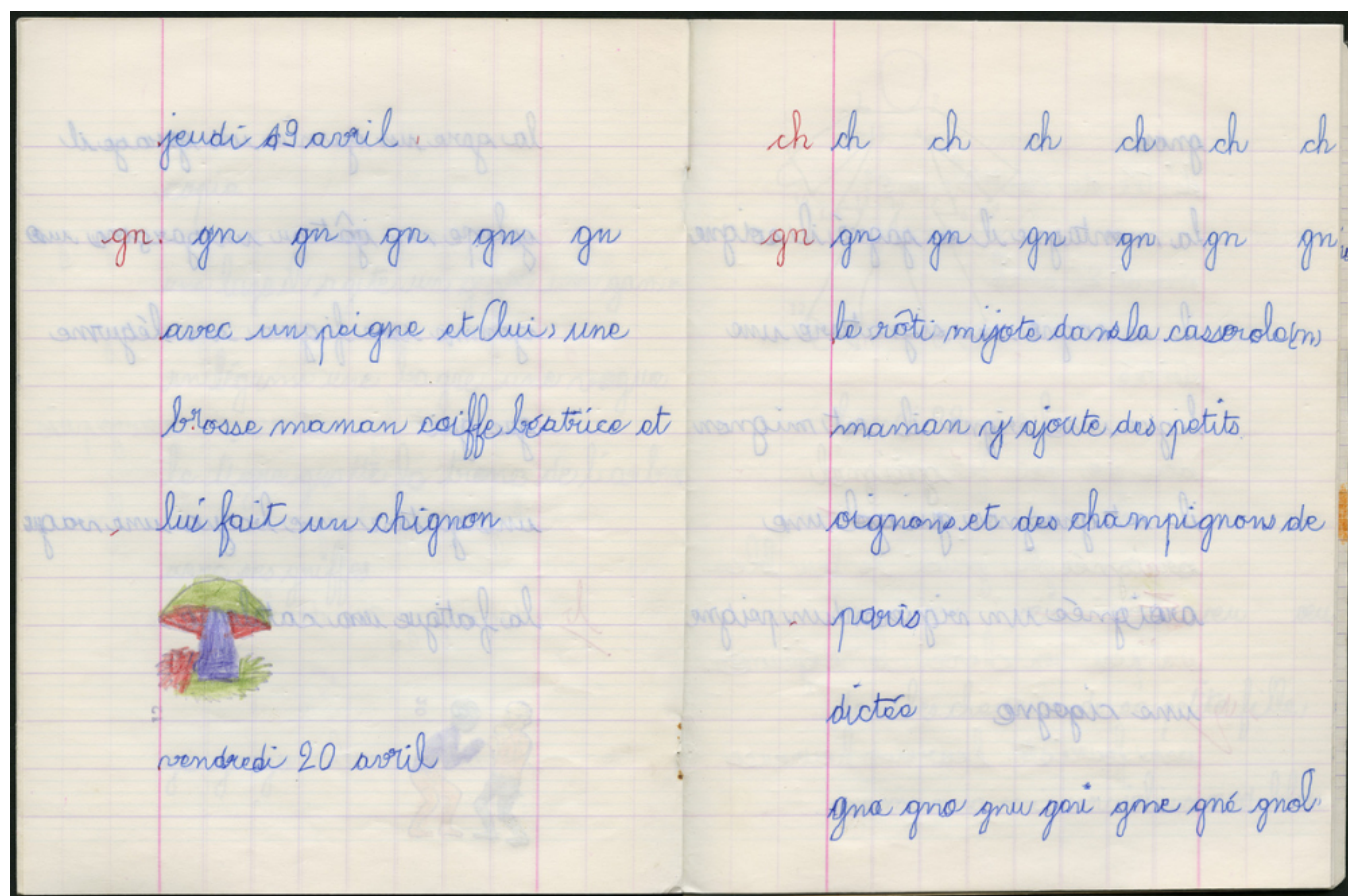 jeudi 19 avril.
gn. gn gn gn gn gn
avec un peigne et (lui) une
brosse maman coiffe béatrice et
lui fait un chignon
vendredi 20 avril
ch ch ch ch ch ch ch
gn gn gn gn gn gn gn
le rôti mijote dans la casserole (n)
maman y ajoute des petits
oignons et des champignons de
paris
dictée
gna gno gnu gni gne gné gnol